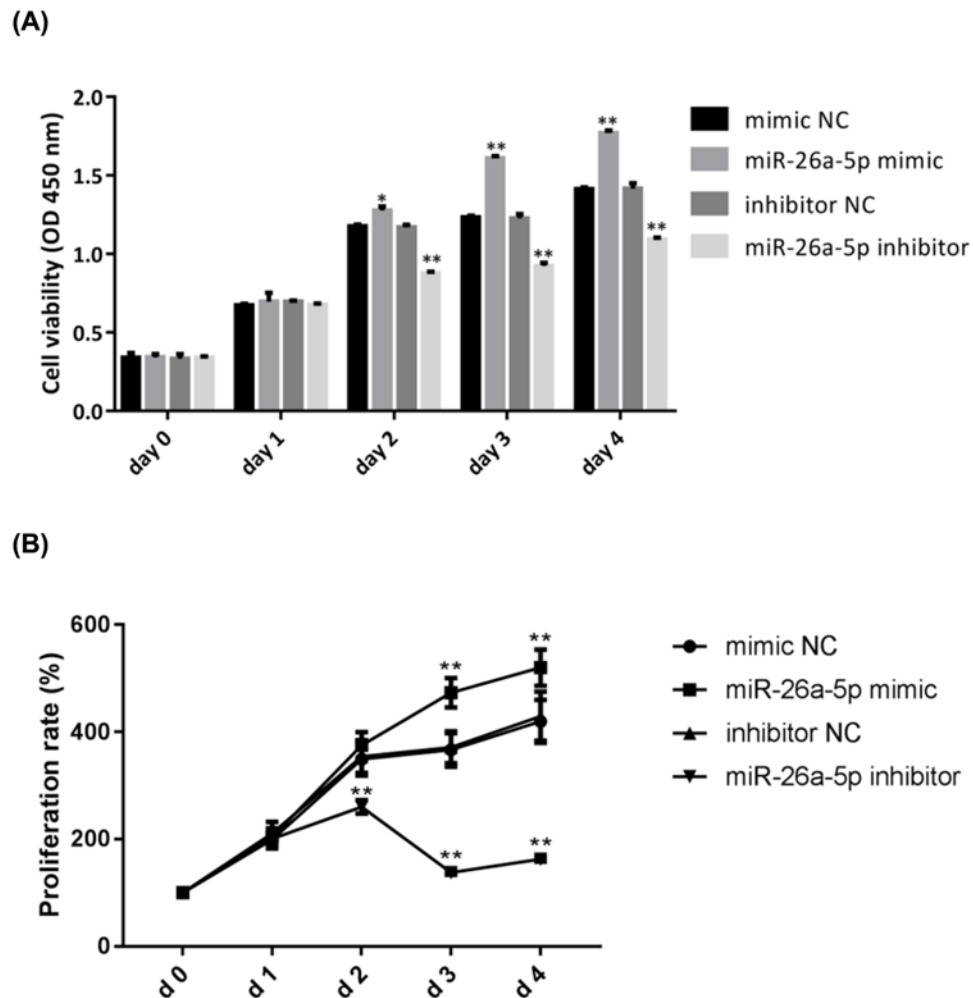 (A)
Cell viability (OD 450 nm)
2.0
1.5
1.0
0.5
0.0
*
**
**
**
**
**
day 0
day 1
day 2
day 3
day 4
mimic NC
miR-26a-5p mimic
inhibitor NC
miR-26a-5p inhibitor
(B)
Proliferation rate (%)
600
400
200
0
**
**
**
**
**
d 0
d 1
d 2
d 3
d 4
mimic NC
miR-26a-5p mimic
inhibitor NC
miR-26a-5p inhibitor